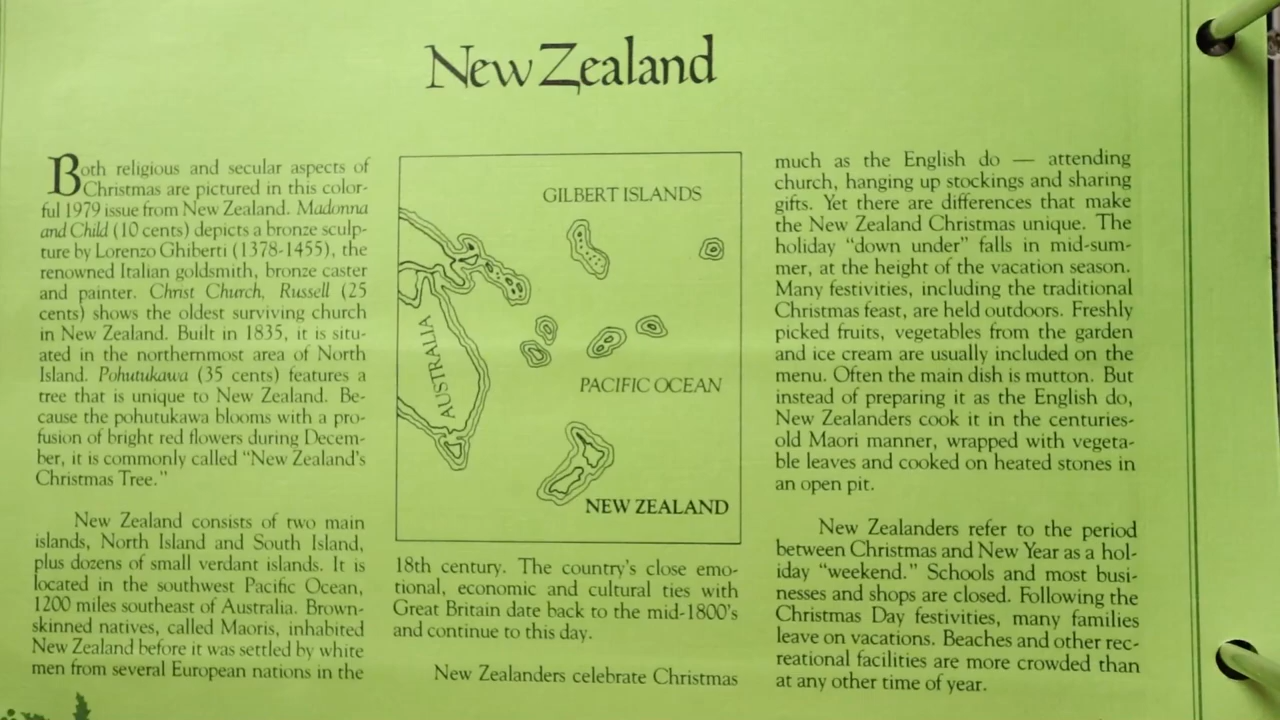 New Zealand
Both religious and secular aspects of
Christmas are pictured in this color-
ful 1979 issue from New Zealand. Madonna
and Child (10 cents) depicts a bronze sculp-
ture by Lorenzo Ghiberti (1378-1455), the
renowned Italian goldsmith, bronze caster
and painter. Christ Church, Russell (25
cents) shows the oldest surviving church
in New Zealand. Built in 1835, it is situ-
ated in the northernmost area of North
Island. Pohutukawa (35 cents) features a
tree that is unique to New Zealand. Be-
cause the pohutukawa blooms with a pro-
fusion of bright red flowers during Decem-
ber, it is commonly called "New Zealand's
Christmas Tree."
New Zealand consists of two main
islands, North Island and South Island,
plus dozens of small verdant islands. It is
located in the southwest Pacific Ocean,
1200 miles southeast of Australia. Brown-
skinned natives, called Maoris, inhabited
New Zealand before it was settled by white
men from several European nations in the
GILBERT ISLANDS
AUSTRALIA
PACIFIC OCEAN
NEW ZEALAND
18th century. The country's close emo-
tional, economic and cultural ties with
Great Britain date back to the mid-1800's
and continue to this day.
New Zealanders celebrate Christmas
much as the English do — attending
church, hanging up stockings and sharing
gifts. Yet there are differences that make
the New Zealand Christmas unique. The
holiday "down under" falls in mid-sum-
mer, at the height of the vacation season.
Many festivities, including the traditional
Christmas feast, are held outdoors. Freshly
picked fruits, vegetables from the garden
and ice cream are usually included on the
menu. Often the main dish is mutton. But
instead of preparing it as the English do,
New Zealanders cook it in the centuries-
old Maori manner, wrapped with vegeta-
ble leaves and cooked on heated stones in
an open pit.
New Zealanders refer to the period
between Christmas and New Year as a hol-
iday "weekend." Schools and most busi-
nesses and shops are closed. Following the
Christmas Day festivities, many families
leave on vacations. Beaches and other rec-
reational facilities are more crowded than
at any other time of year.